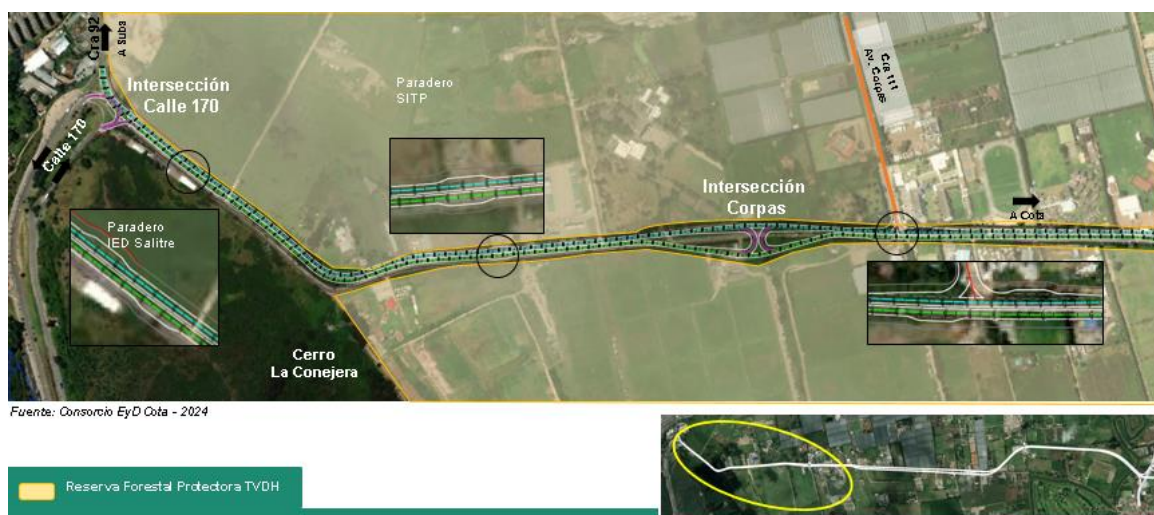 Cra 92
A Suba
Intersección
Calle 170
Calle 170
Paradero
SITP
Cra 111
Av. Corpas
Intersección
Corpas
A Cota
Paradero
IED Salitre
Cerro
La Conejera
Fuente: Consorcio EyD Cota - 2024
Reserva Forestal Protectora TVDH